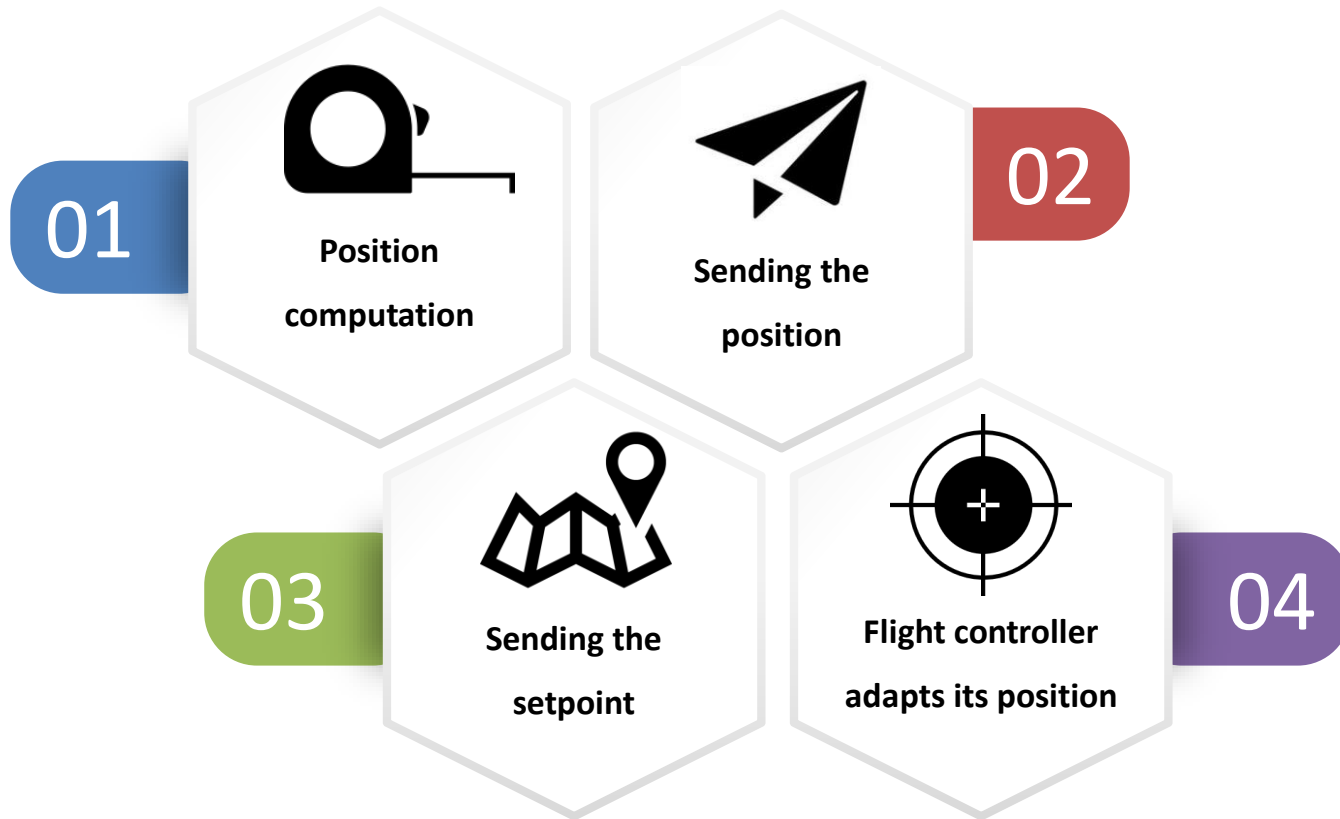 01
Position
computation
02
Sending the
position
03
Sending the
setpoint
04
Flight controller
adapts its position